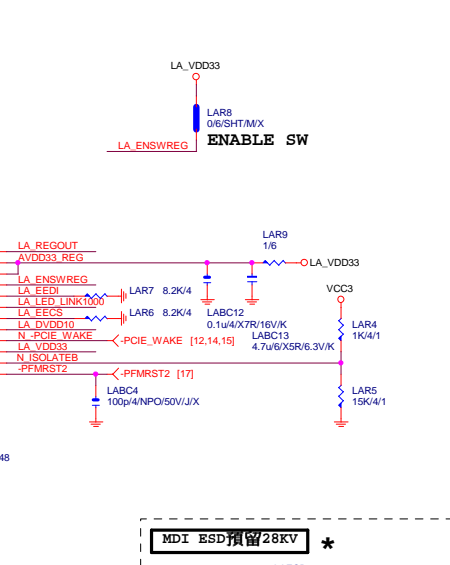 LA_VDD33
LAR8
0/6/SHT/M/X
LA_ENSWREG
ENABLE SW
LA_REGOUT
AVDD33_REG
LAR9
1/6
LA_VDD33
LA_ENSWREG
LA_EEDI
LAR7 8.2K/4
LA_LED_LINK1000
LA_EECS
LAR6 8.2K/4
LABC12
0.1u/4/X7R/16V/K
VCC3
LA_DVDD10
N_-PCIE_WAKE
-PCIE_WAKE [12,14,15]
LABC13
4.7u/6/X5R/6.3V/K
LAR4
1K/4/1
LA_VDD33
N_ISOLATEB
-PFMRST2
-PFMRST2 [17]
LABC4
100p/4/NPO/50V/J/X
LAR5
15K/4/1
48
MDI ESD預留28KV
*